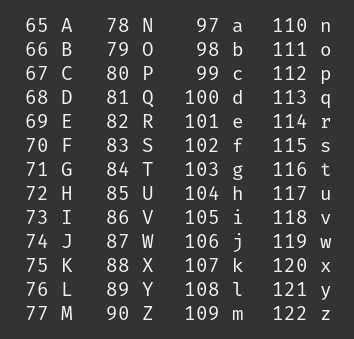 65 A 78 N 97 a 110 n
66 B 79 O 98 b 111 o
67 C 80 P 99 c 112 p
68 D 81 Q 100 d 113 q
69 E 82 R 101 e 114 r
70 F 83 S 102 f 115 s
71 G 84 T 103 g 116 t
72 H 85 U 104 h 117 u
73 I 86 V 105 i 118 v
74 J 87 W 106 j 119 w
75 K 88 X 107 k 120 x
76 L 89 Y 108 l 121 y
77 M 90 Z 109 m 122 z